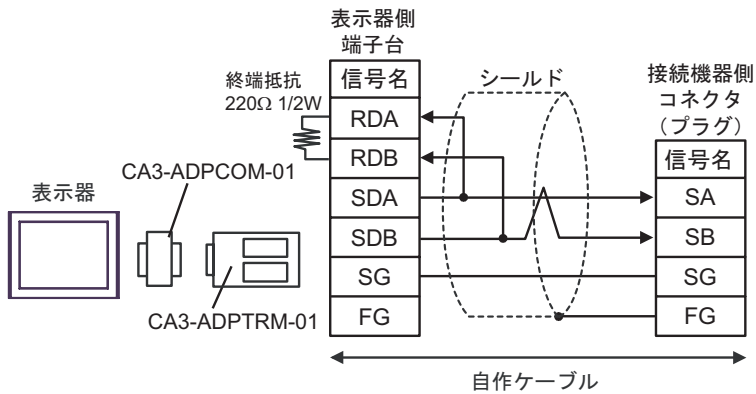 表示器側
端子台
終端抵抗
220Ω 1/2W
信号名
RDA
RDB
SDA
SDB
SG
FG
シールド
接続機器側
コネクタ
（プラグ）
信号名
SA
SB
SG
FG
表示器
CA3-ADPCOM-01
CA3-ADPTRM-01
自作ケーブル